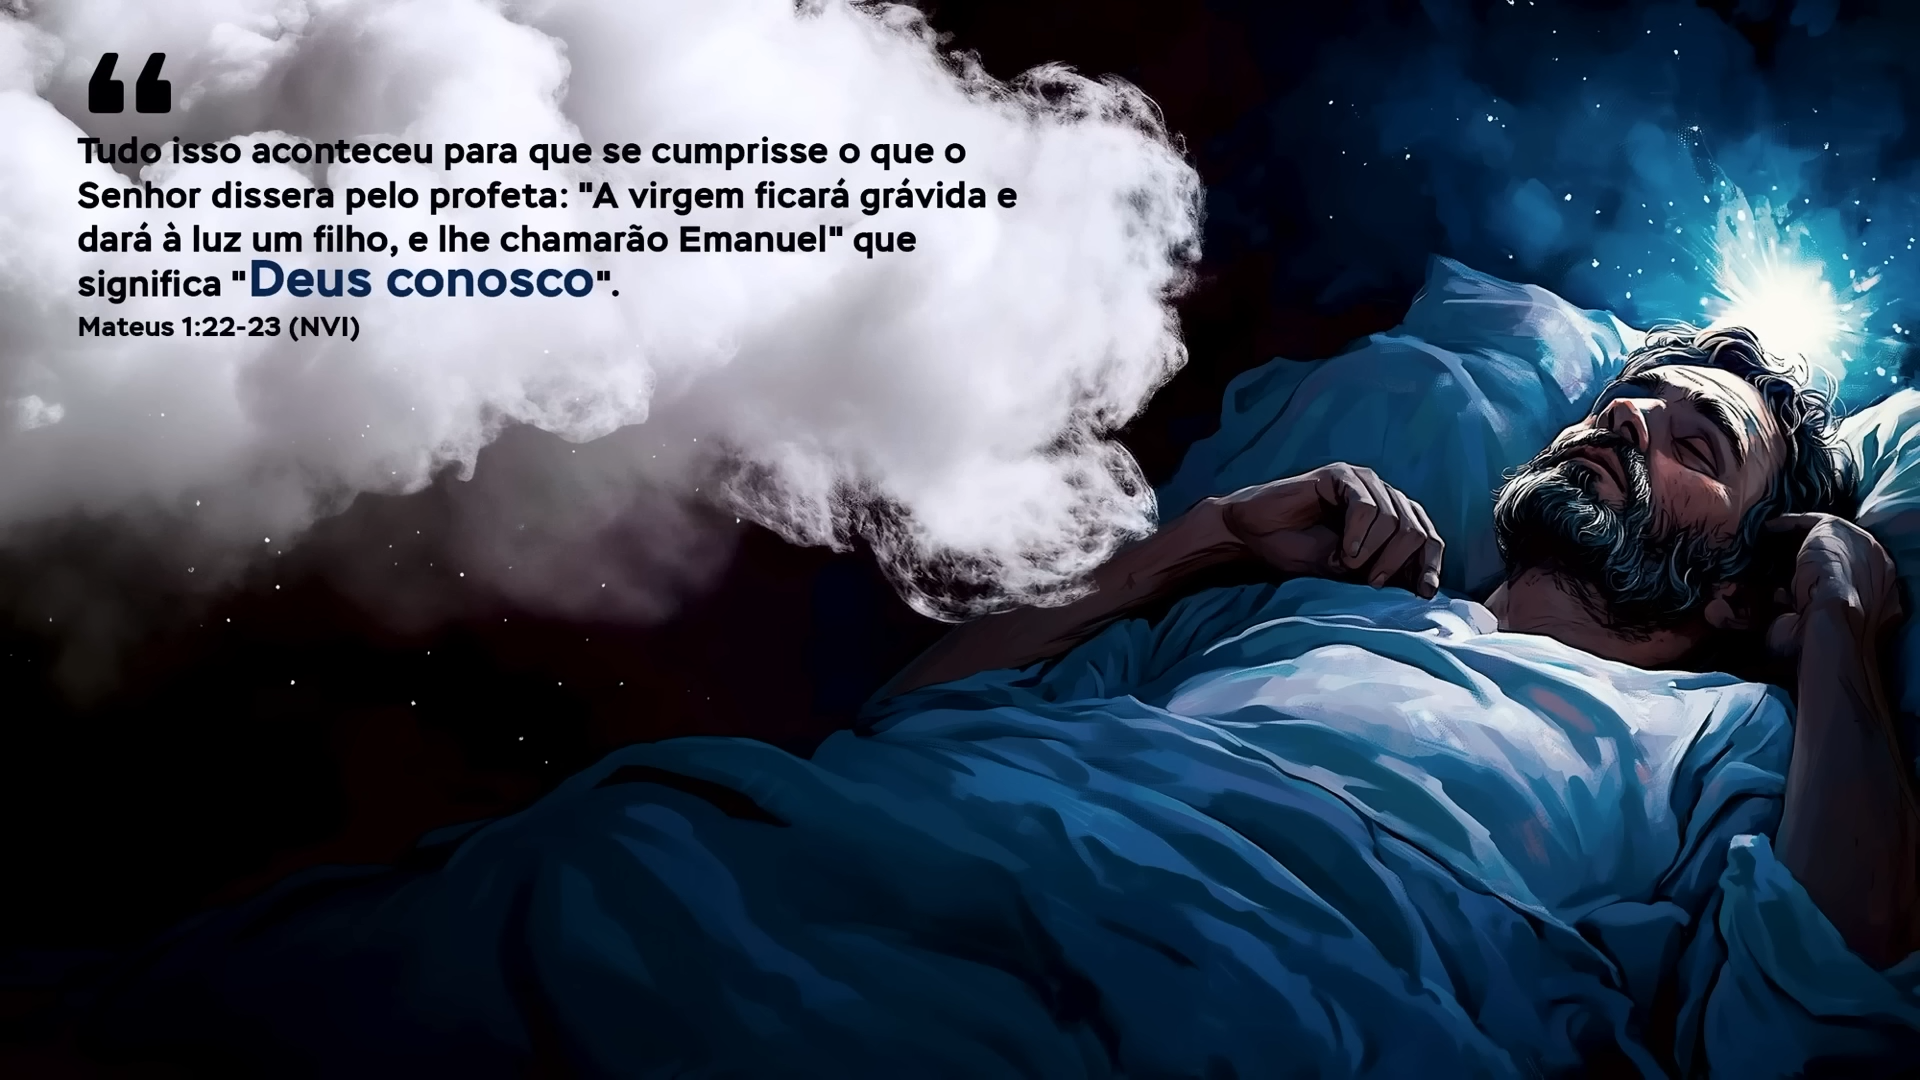 “
Tudo isso aconteceu para que se cumprisse o que o
Senhor dissera pelo profeta: "A virgem ficará grávida e
dará à luz um filho, e lhe chamarão Emanuel" que
significa "Deus conosco".
Mateus 1:22-23 (NVI)